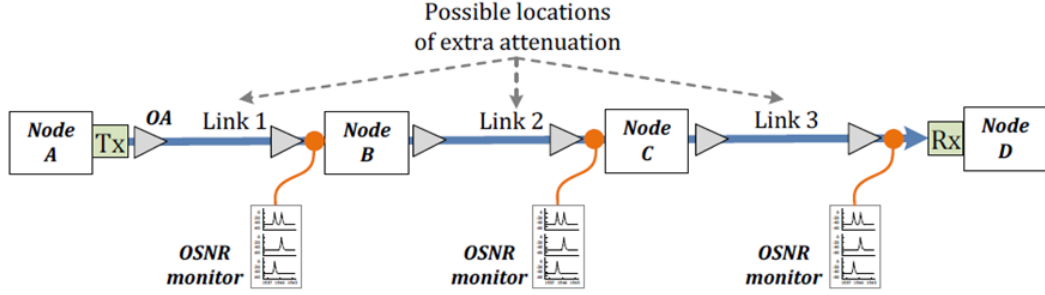 Possible locations
of extra attenuation
Node
A
Tx
OA
Link 1
Node
B
Link 2
Node
C
Link 3
Rx
Node
D
OSNR
monitor
OSNR
monitor
OSNR
monitor